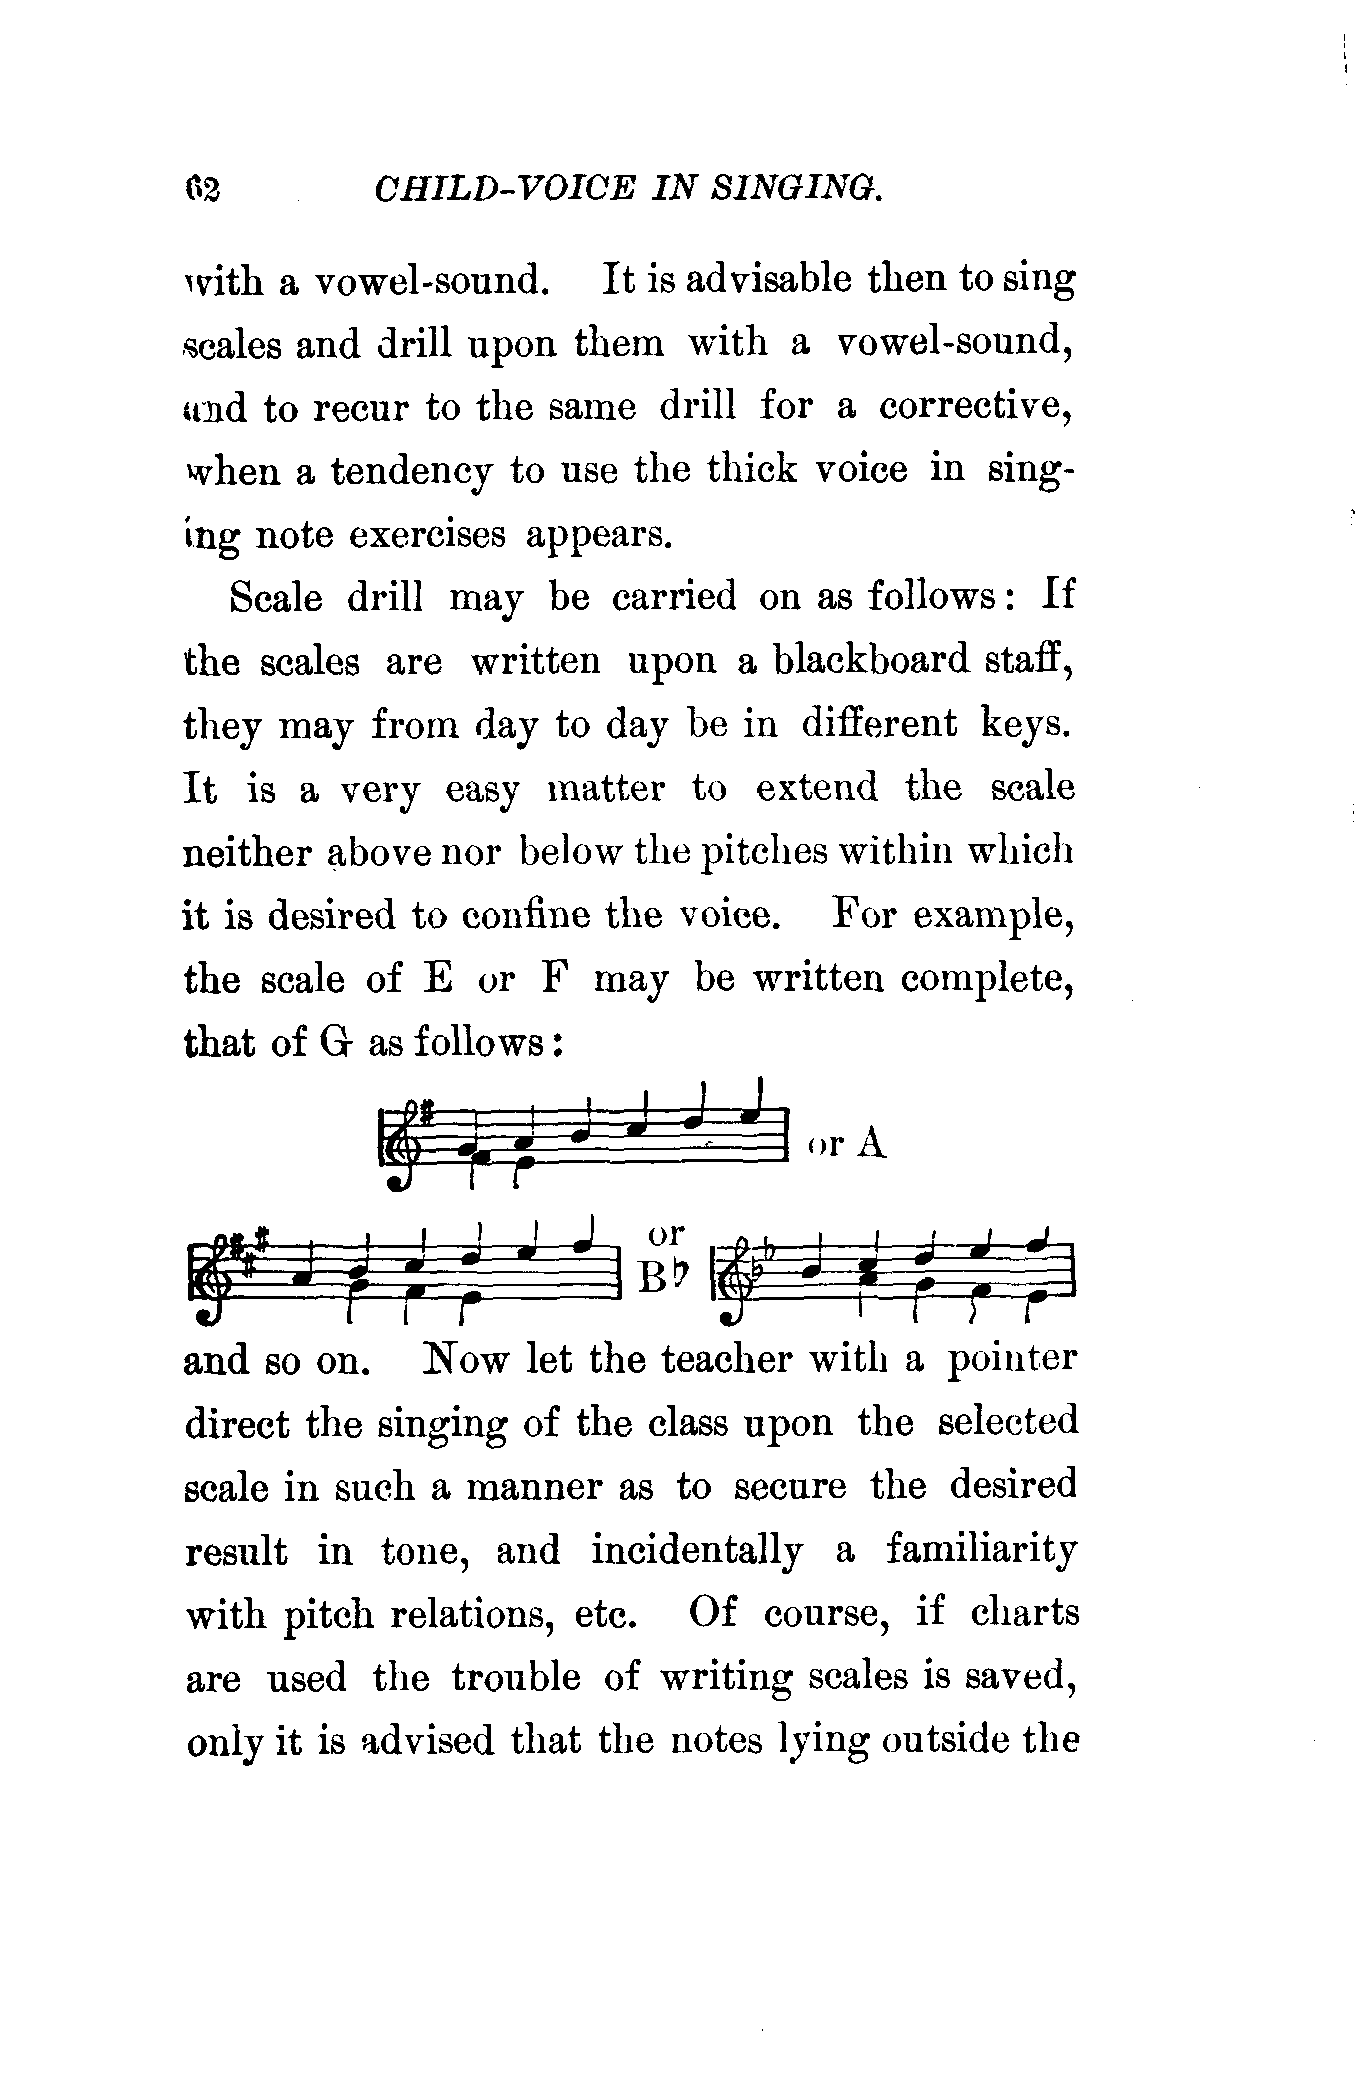 62 CHILD-VOICE IN SINGING.
with a vowel-sound. It is advisable then to sing
scales and drill upon them with a vowel-sound,
and to recur to the same drill for a corrective,
when a tendency to use the thick voice in sing-
ing note exercises appears.
Scale drill may be carried on as follows: If
the scales are written upon a blackboard staff,
they may from day to day be in different keys.
It is a very easy matter to extend the scale
neither above nor below the pitches within which
it is desired to confine the voice. For example,
the scale of E or F may be written complete,
that of G as follows:
or A
or
B♭
and so on. Now let the teacher with a pointer
direct the singing of the class upon the selected
scale in such a manner as to secure the desired
result in tone, and incidentally a familiarity
with pitch relations, etc. Of course, if charts
are used the trouble of writing scales is saved,
only it is advised that the notes lying outside the